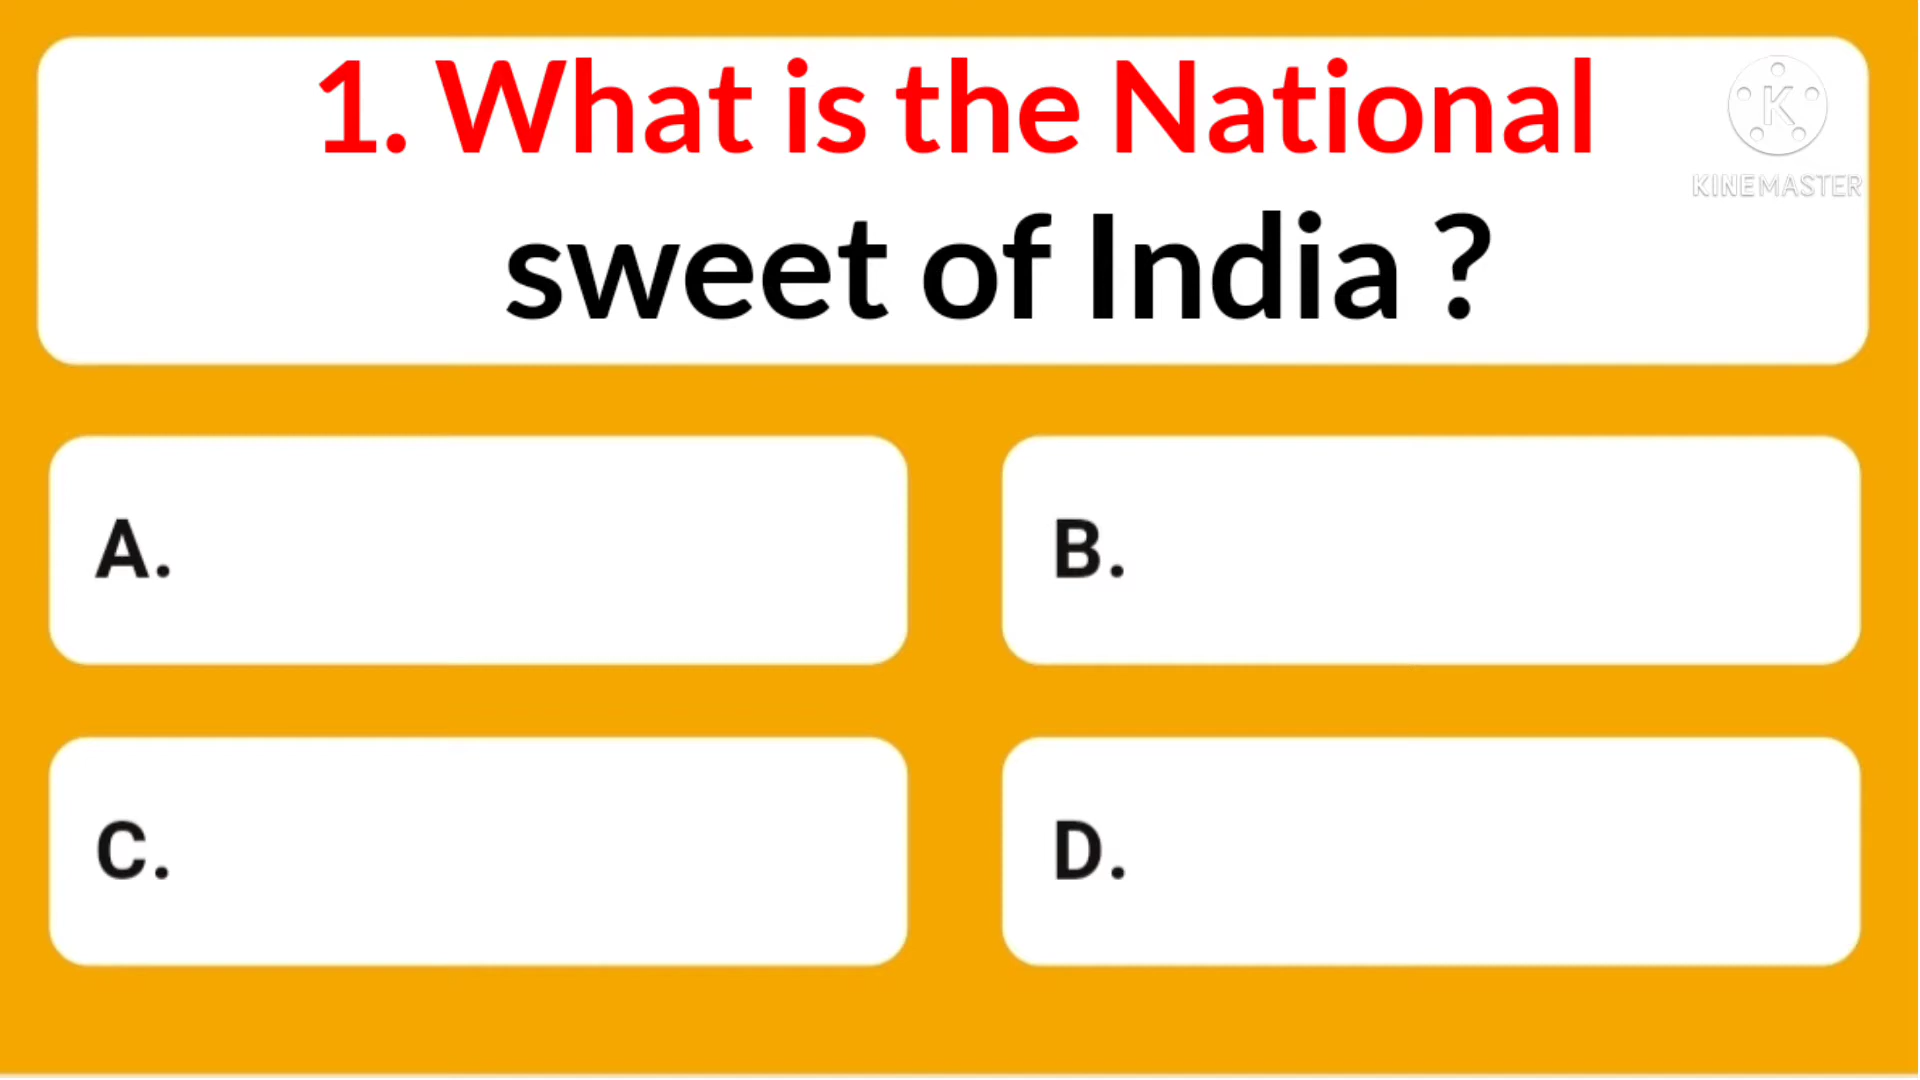 1. What is the National
sweet of India ?
K
KINEMASTER
A.
B.
C.
D.